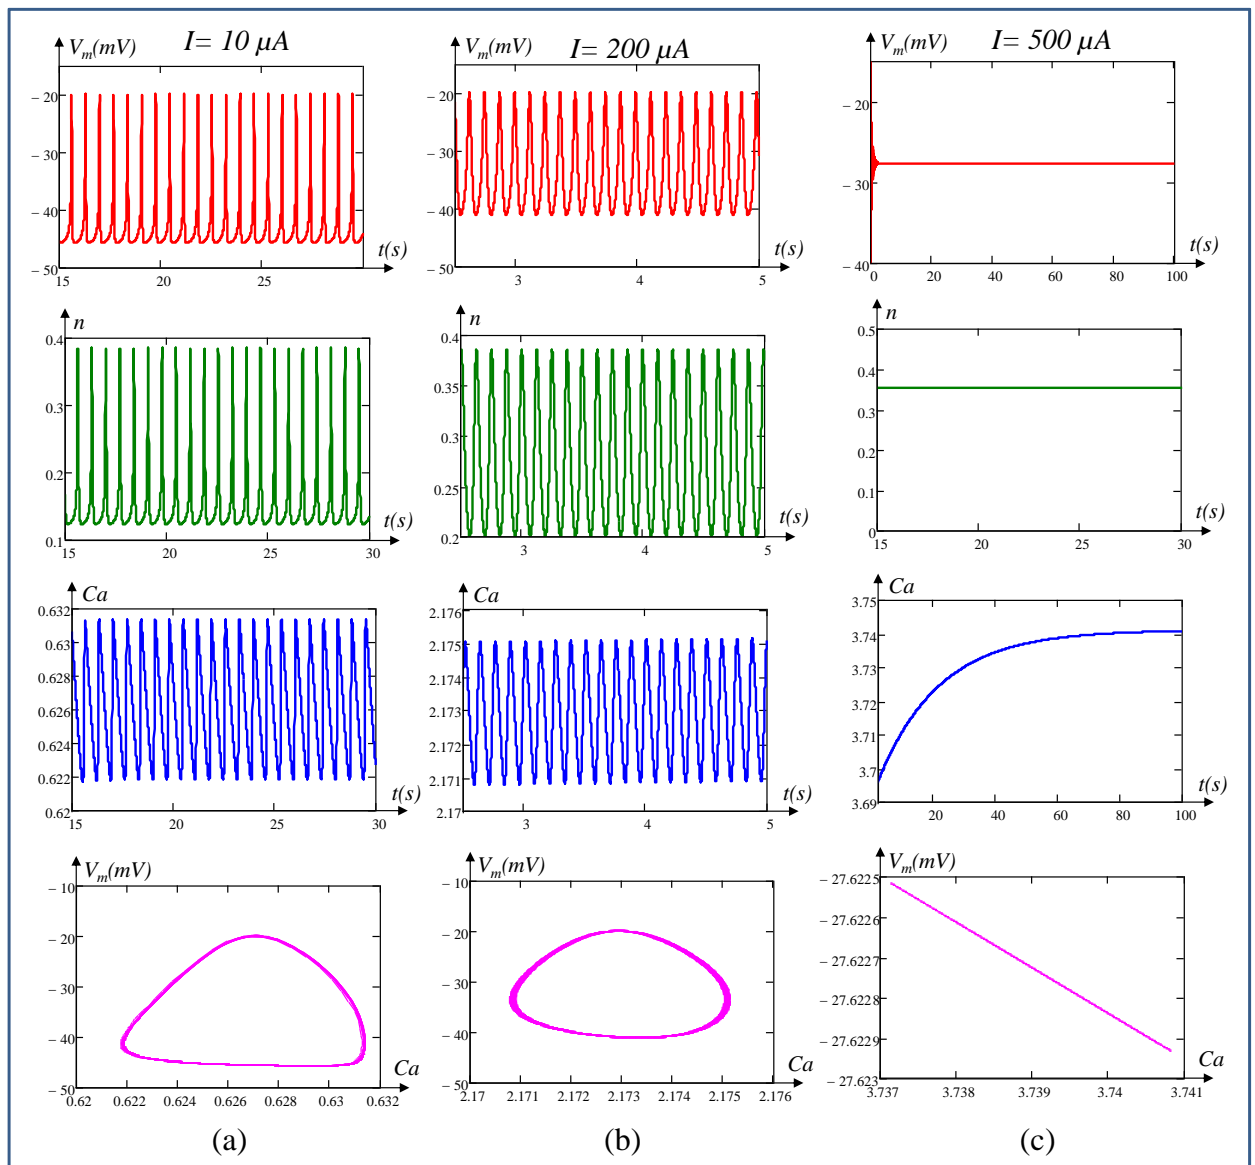 I= 10 μA
I= 200 μA
I= 500 μA
Vm(mV)
− 20
− 30
− 40
− 50
15 20 25
t(s)
Vm(mV)
− 20
− 30
− 40
− 50
3 4 5
t(s)
Vm(mV)
− 20
− 30
− 40
0 20 40 60 80 100
t(s)
n
0.4
0.3
0.2
0.1
15 20 25 30
t(s)
n
0.4
0.35
0.3
0.25
0.2
3 4 5
t(s)
n
0.5
0.4
0.3
0.2
0.1
0
15 20 25 30
t(s)
Ca
0.632
0.63
0.628
0.626
0.624
0.622
0.62
15 20 25 30
t(s)
Ca
2.176
2.175
2.174
2.173
2.172
2.171
2.17
3 4 5
t(s)
Ca
3.75
3.74
3.73
3.72
3.71
3.7
3.69
20 40 60 80 100
t(s)
Vm(mV)
− 10
− 20
− 30
− 40
− 50
0.62 0.622 0.624 0.626 0.628 0.63 0.632
Ca
Vm(mV)
− 10
− 20
− 30
− 40
− 50
2.17 2.171 2.172 2.173 2.174 2.175 2.176
Ca
Vm(mV)
− 27.6225
− 27.6226
− 27.6227
− 27.6228
− 27.6229
− 27.623
3.737 3.738 3.739 3.74 3.741
Ca
(a)
(b)
(c)